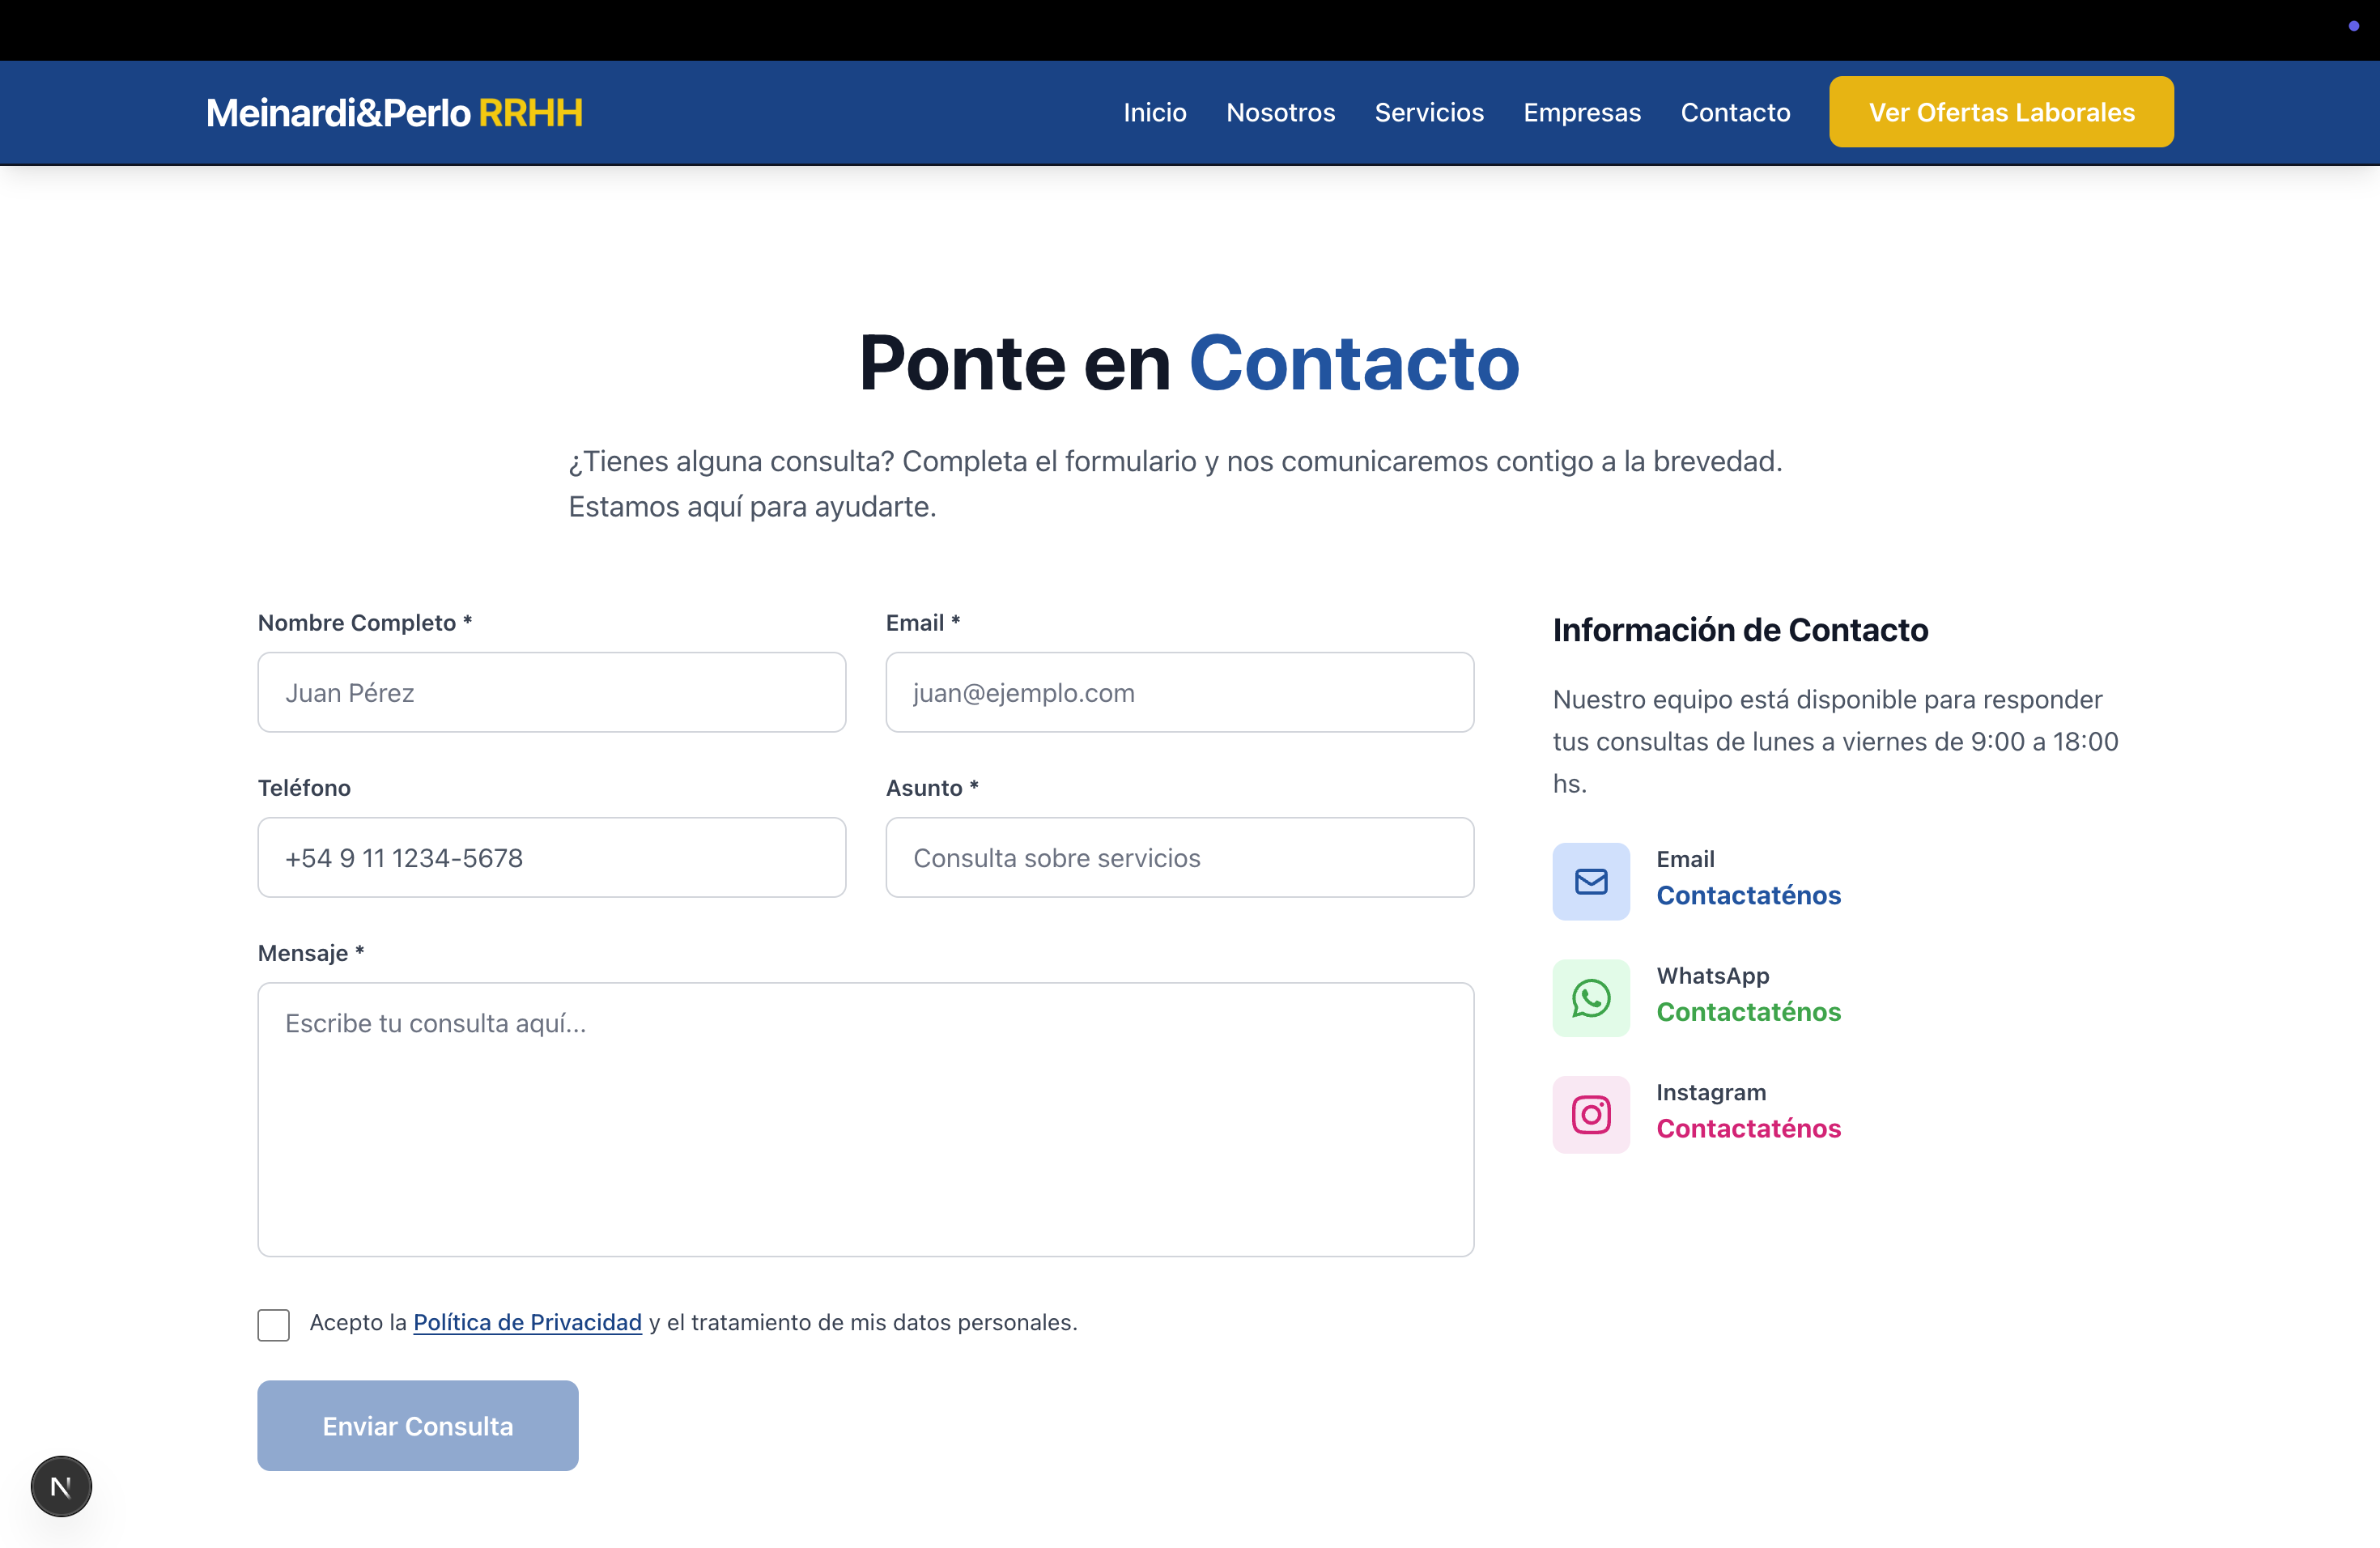 Meinardi&Perlo RRHH
Inicio Nosotros Servicios Empresas Contacto Ver Ofertas Laborales
Ponte en Contacto
¿Tienes alguna consulta? Completa el formulario y nos comunicaremos contigo a la brevedad.
Estamos aquí para ayudarte.
Nombre Completo *
Juan Pérez
Email *
juan@ejemplo.com
Teléfono
+54 9 11 1234-5678
Asunto *
Consulta sobre servicios
Mensaje *
Escribe tu consulta aquí...
Acepto la Política de Privacidad y el tratamiento de mis datos personales.
Enviar Consulta
Información de Contacto
Nuestro equipo está disponible para responder
tus consultas de lunes a viernes de 9:00 a 18:00
hs.
Email
Contactaténos
WhatsApp
Contactaténos
Instagram
Contactaténos
N